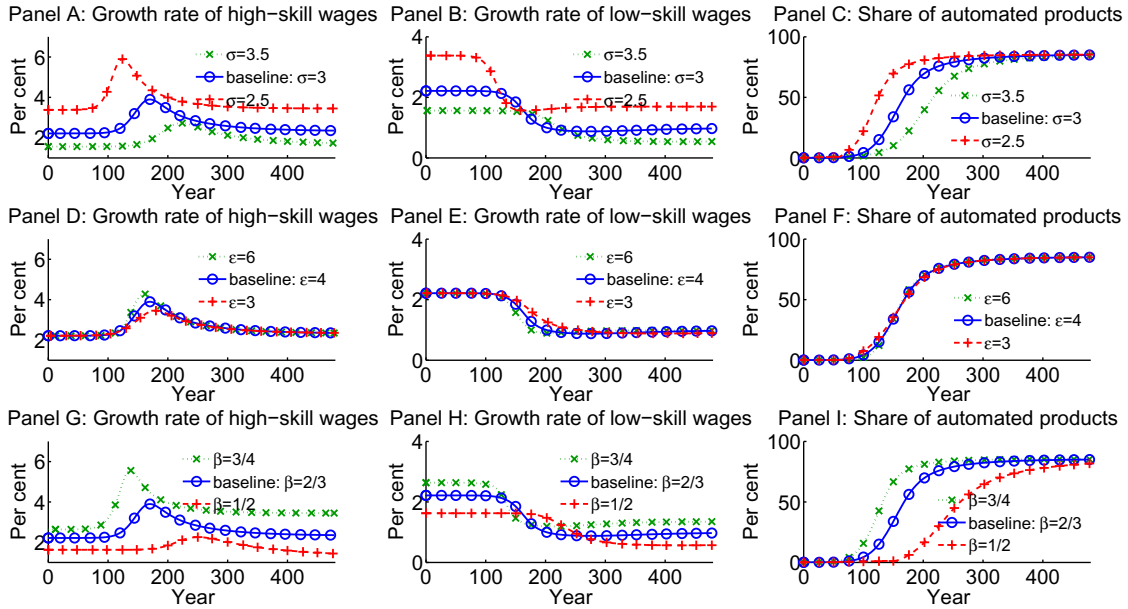 Panel A: Growth rate of high−skill wages
Per cent
6
4
2
0 100 200 300 400
Year
σ=3.5
baseline: σ=3
σ=2.5
Panel B: Growth rate of low−skill wages
Per cent
4
2
0
0 100 200 300 400
Year
σ=3.5
baseline: σ=3
σ=2.5
Panel C: Share of automated products
Per cent
100
50
0
0 100 200 300 400
Year
σ=3.5
baseline: σ=3
σ=2.5
Panel D: Growth rate of high−skill wages
Per cent
6
4
2
0 100 200 300 400
Year
ε=6
baseline: ε=4
ε=3
Panel E: Growth rate of low−skill wages
Per cent
4
2
0
0 100 200 300 400
Year
ε=6
baseline: ε=4
ε=3
Panel F: Share of automated products
Per cent
100
50
0
0 100 200 300 400
Year
ε=6
baseline: ε=4
ε=3
Panel G: Growth rate of high−skill wages
Per cent
6
4
2
0 100 200 300 400
Year
β=3/4
baseline: β=2/3
β=1/2
Panel H: Growth rate of low−skill wages
Per cent
4
2
0
0 100 200 300 400
Year
β=3/4
baseline: β=2/3
β=1/2
Panel I: Share of automated products
Per cent
100
50
0
0 100 200 300 400
Year
β=3/4
baseline: β=2/3
β=1/2